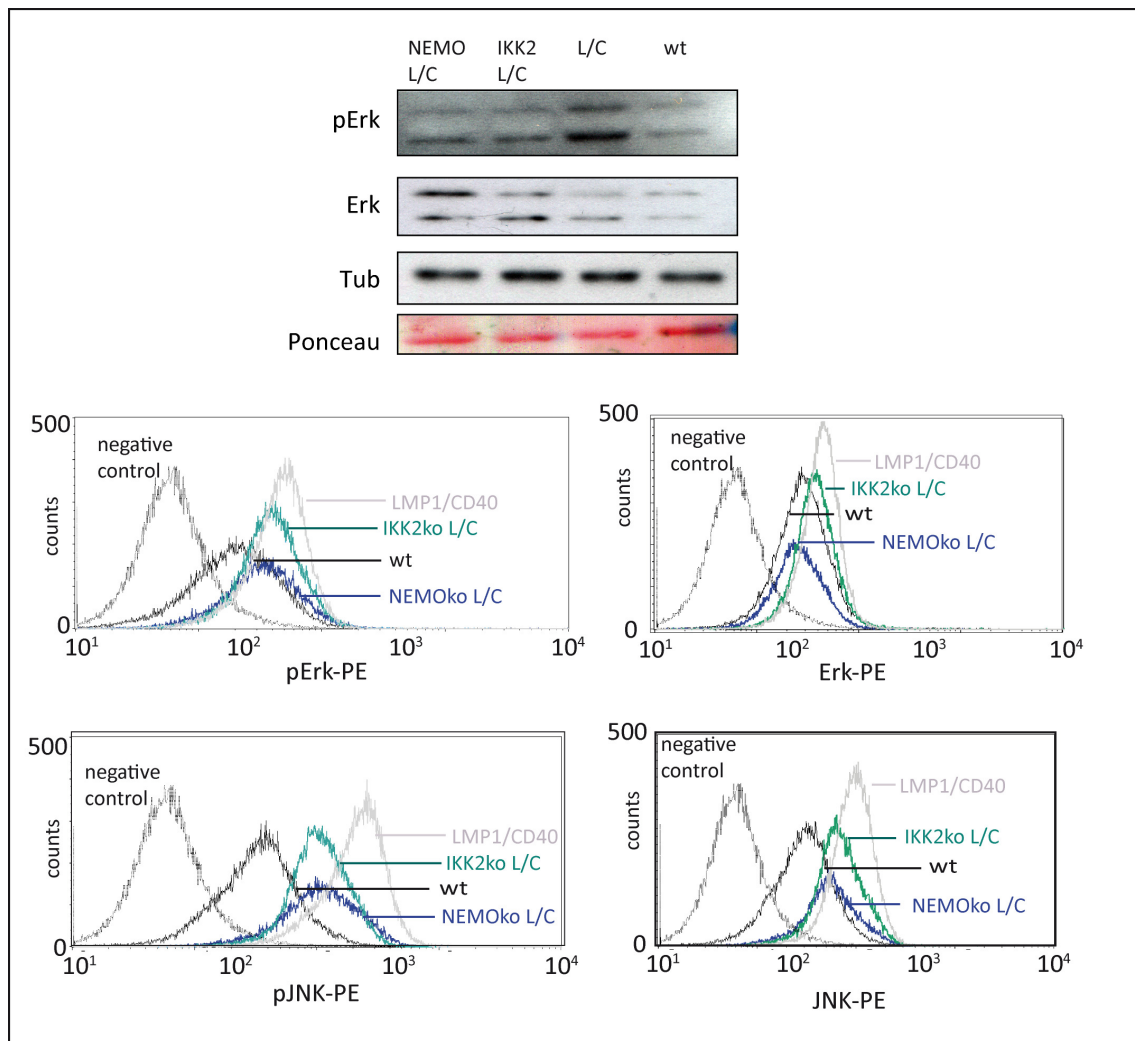 NEMO IKK2 L/C wt
L/C L/C
pErk
Erk
Tub
Ponceau
500
negative
control
LMP1/CD40
IKK2ko L/C
wt
NEMOko L/C
counts
0
10¹ 10² 10³ 10⁴
pErk-PE
500
negative
control
LMP1/CD40
IKK2ko L/C
wt
NEMOko L/C
counts
0
10¹ 10² 10³ 10⁴
Erk-PE
500
negative
control
LMP1/CD40
IKK2ko L/C
wt
NEMOko L/C
counts
0
10¹ 10² 10³ 10⁴
pJNK-PE
500
negative
control
LMP1/CD40
IKK2ko L/C
wt
NEMOko L/C
counts
0
10¹ 10² 10³ 10⁴
JNK-PE